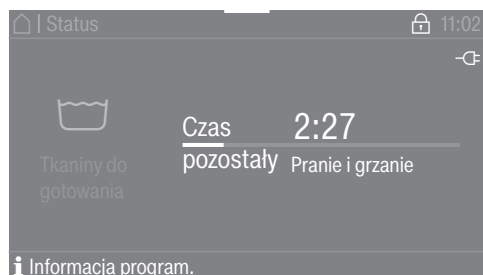 | Status 11:02
Czas 2:27
pozostały Pranie i grzanie
Tkaniny do
gotowania
i Informacja program.